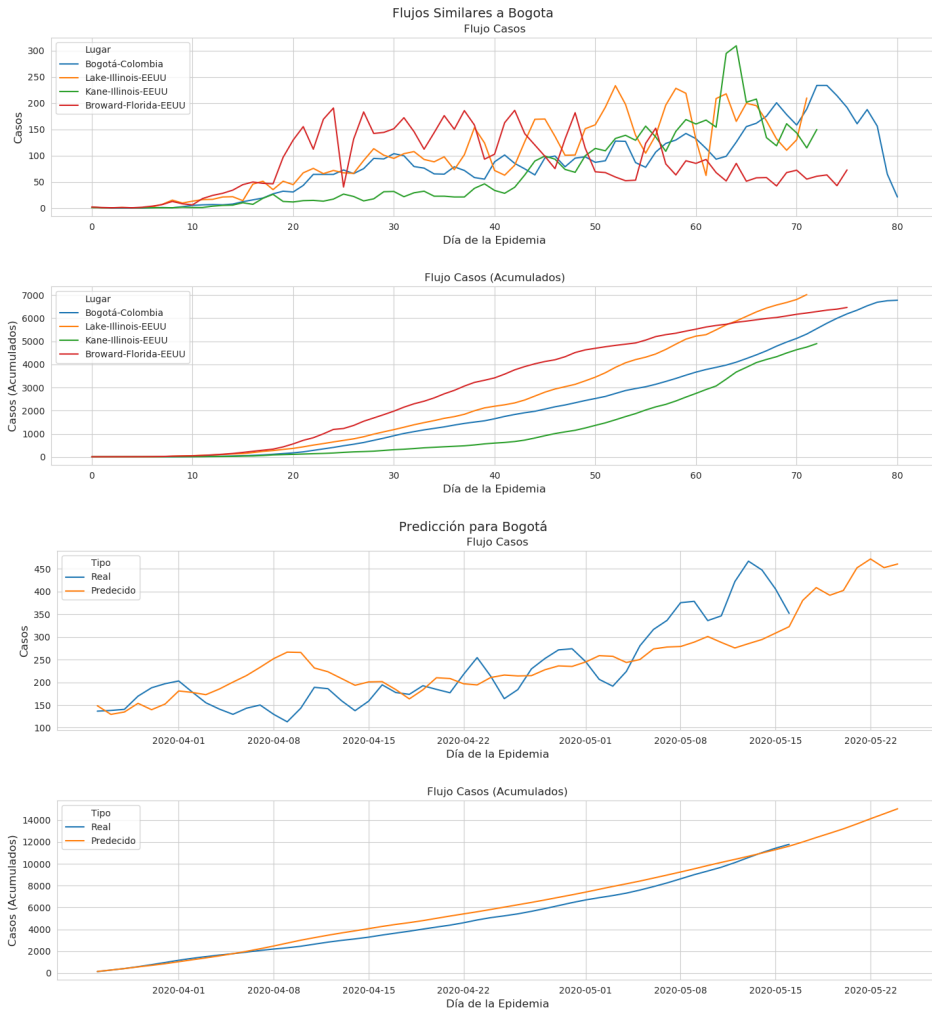 Flujos Similares a Bogota
Flujo Casos
Casos
300
250
200
150
100
50
0
Lugar
Bogotá-Colombia
Lake-Illinois-EEUU
Kane-Illinois-EEUU
Broward-Florida-EEUU
0 10 20 30 40 50 60 70 80
Día de la Epidemia
Flujo Casos (Acumulados)
Casos (Acumulados)
7000
6000
5000
4000
3000
2000
1000
0
Lugar
Bogotá-Colombia
Lake-Illinois-EEUU
Kane-Illinois-EEUU
Broward-Florida-EEUU
0 10 20 30 40 50 60 70 80
Día de la Epidemia
Predicción para Bogotá
Flujo Casos
Casos
450
400
350
300
250
200
150
100
Tipo
Real
Predecido
2020-04-01 2020-04-08 2020-04-15 2020-04-22 2020-05-01 2020-05-08 2020-05-15 2020-05-22
Día de la Epidemia
Flujo Casos (Acumulados)
Casos (Acumulados)
14000
12000
10000
8000
6000
4000
2000
0
Tipo
Real
Predecido
2020-04-01 2020-04-08 2020-04-15 2020-04-22 2020-05-01 2020-05-08 2020-05-15 2020-05-22
Día de la Epidemia